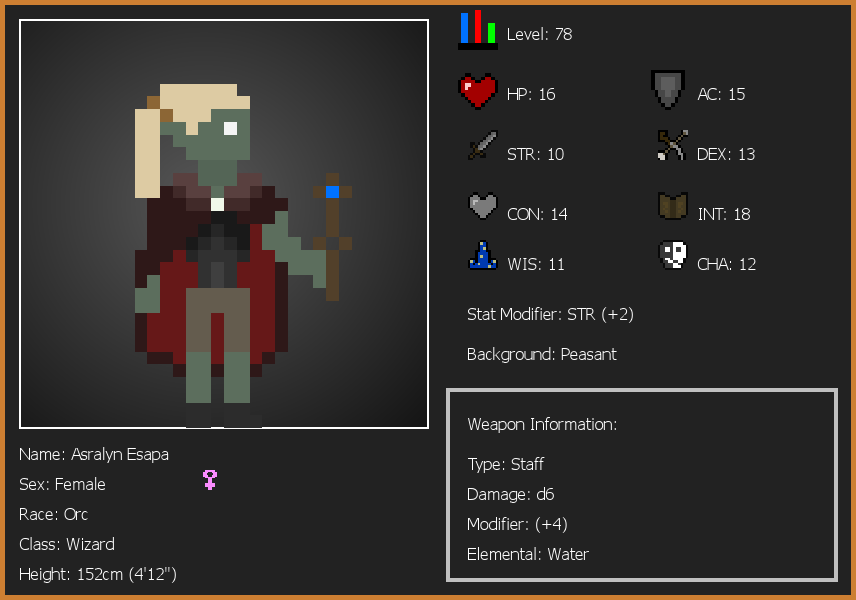 Level: 78
HP: 16
AC: 15
STR: 10
DEX: 13
CON: 14
INT: 18
WIS: 11
CHA: 12
Stat Modifier: STR (+2)
Background: Peasant
Weapon Information:
Type: Staff
Damage: d6
Modifier: (+4)
Elemental: Water
Name: Asralyn Esapa
Sex: Female
Race: Orc
Class: Wizard
Height: 152cm (4'12")